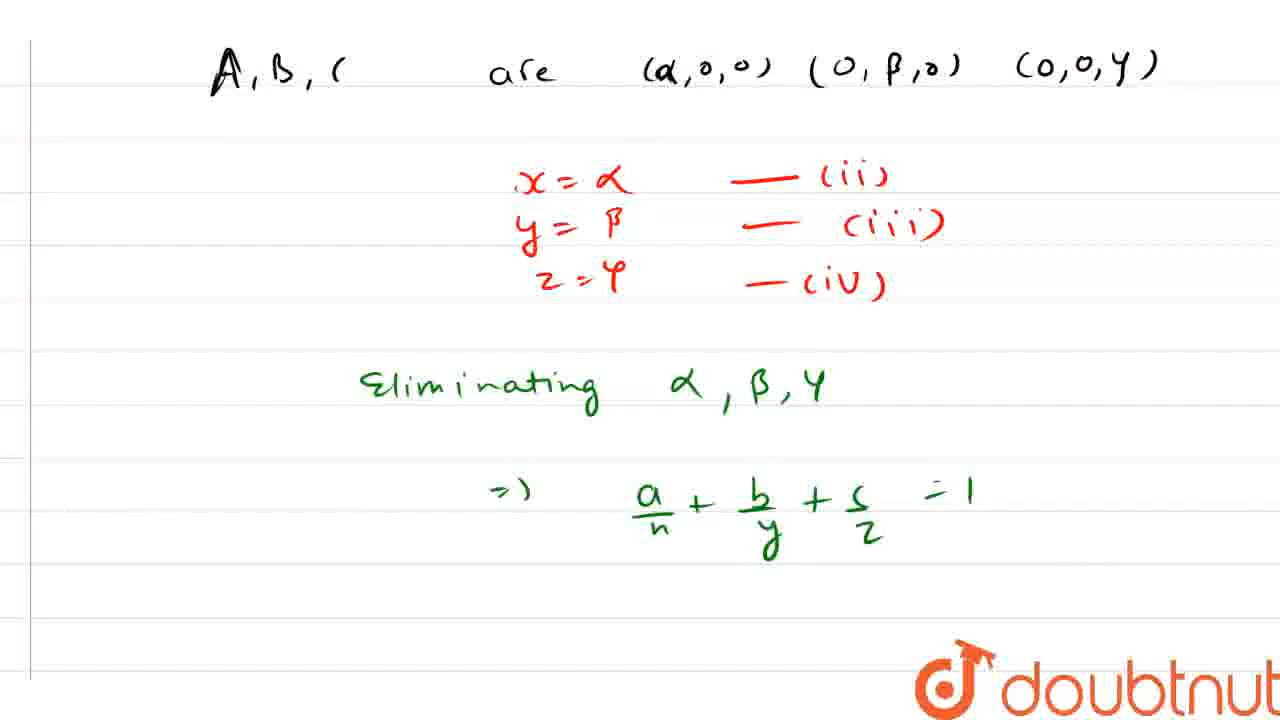 A, B, C are (α,0,0) (0, β,0) (0,0,γ)
x = α — (ii)
y = β — (iii)
z = γ — (iv)
Eliminating α, β, γ
=> a/x + b/y + c/z = 1
doubtnut